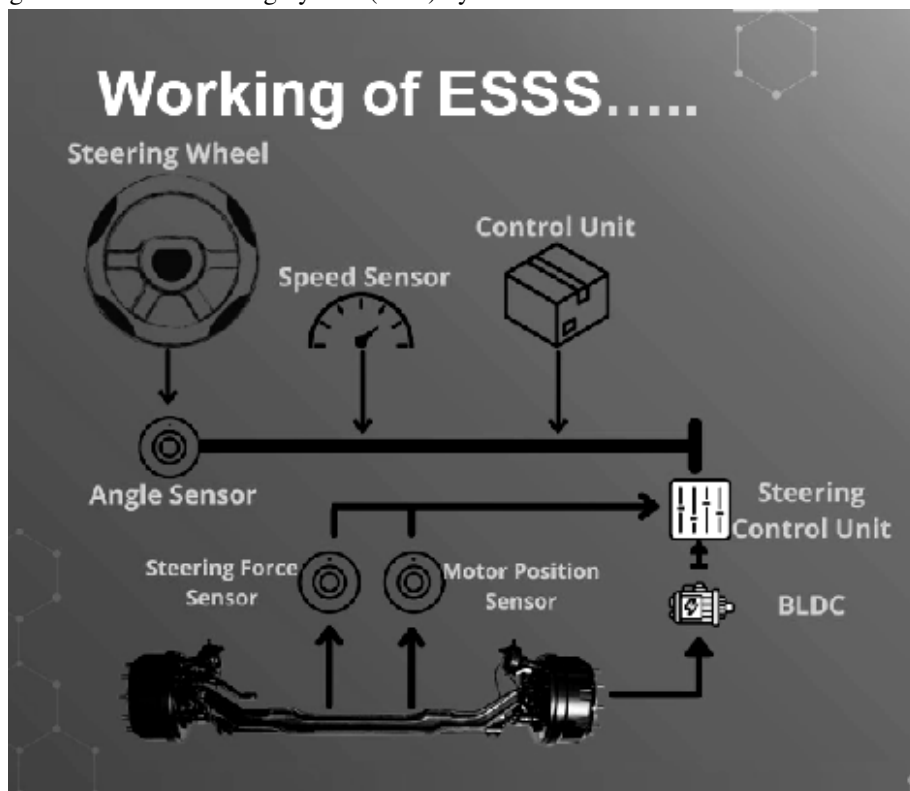 Working of ESSS.....
Steering Wheel
Control Unit
Speed Sensor
Angle Sensor
Steering
Control Unit
Steering Force
Sensor
Motor Position
Sensor
BLDC